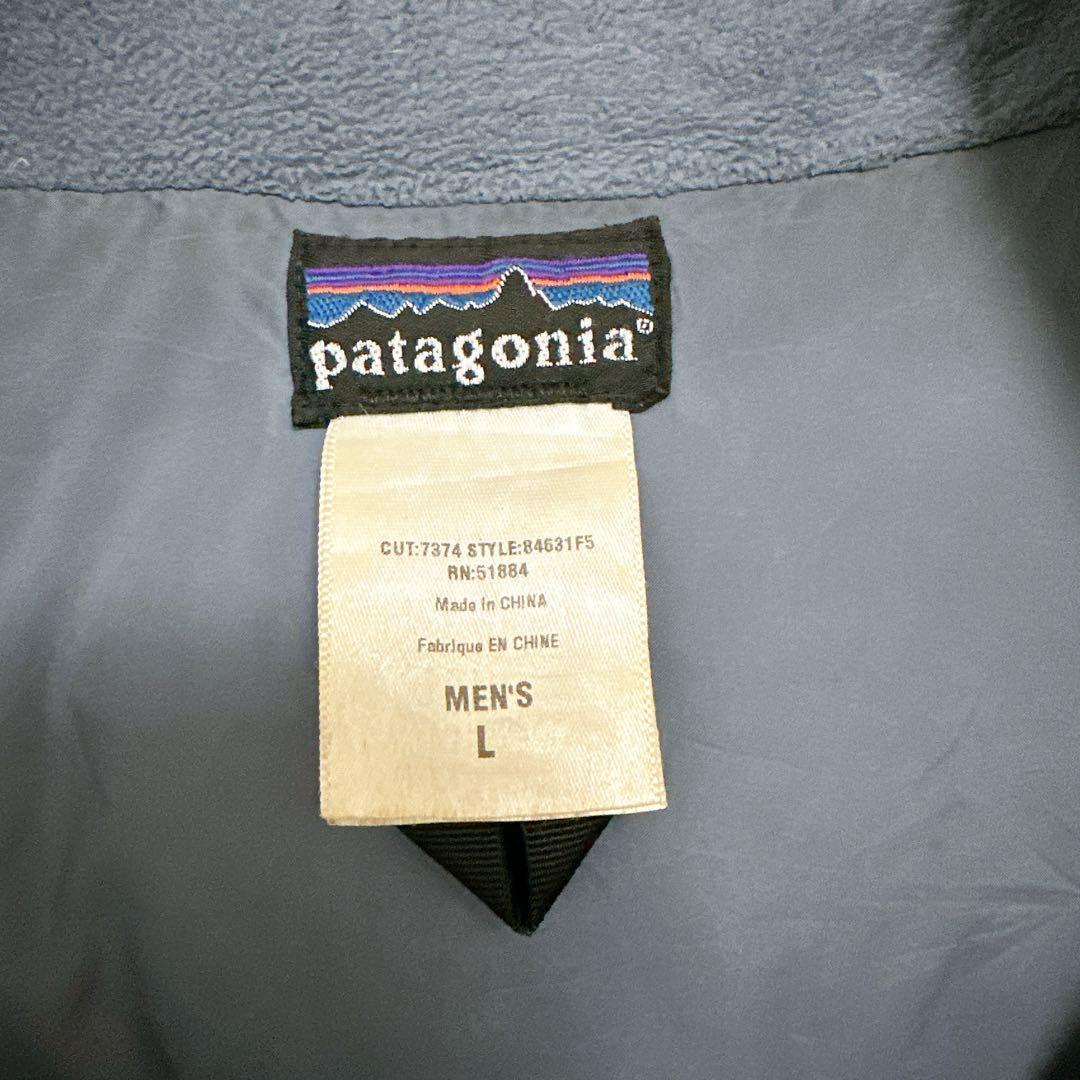 patagonia®
CUT:7374 STYLE:84631F5
RN:51884
Made in CHINA
Fabrique EN CHINE
MEN'S
L